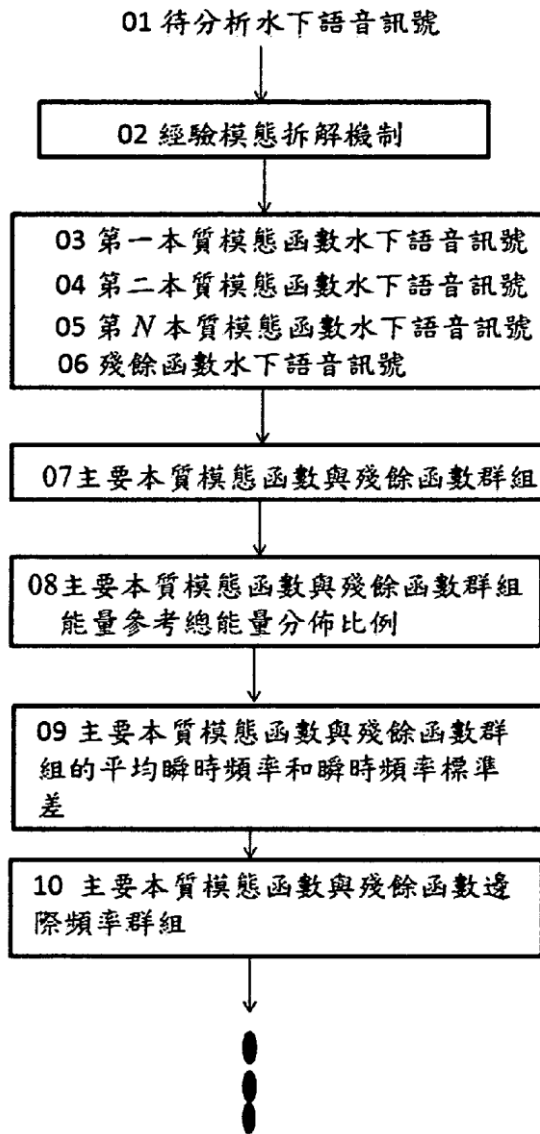 01 待分析水下語音訊號
02 經驗模態拆解機制
03 第一本質模態函數水下語音訊號
04 第二本質模態函數水下語音訊號
05 第 N 本質模態函數水下語音訊號
06 殘餘函數水下語音訊號
07主要本質模態函數與殘餘函數群組
08主要本質模態函數與殘餘函數群組
能量參考總能量分佈比例
09 主要本質模態函數與殘餘函數群
組的平均瞬時頻率和瞬時頻率標準
差
10 主要本質模態函數與殘餘函數邊
際頻率群組